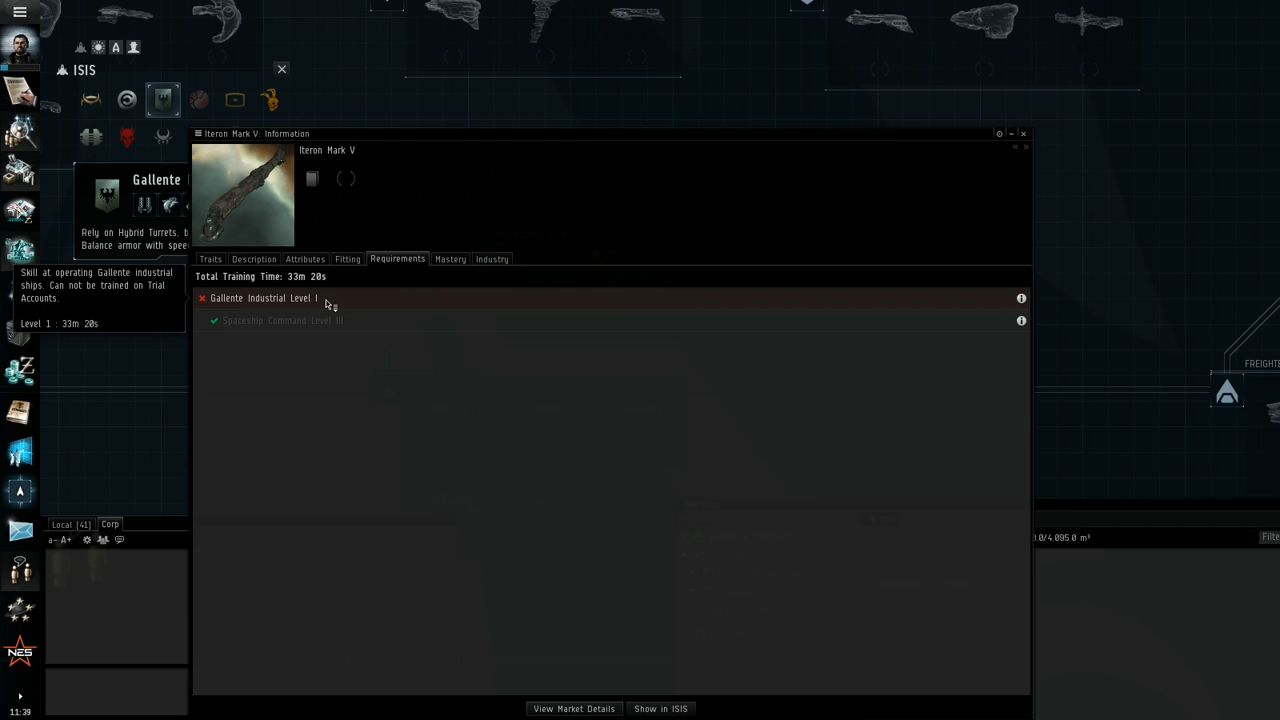 A
ISIS
Iteron Mark V: Information
Iteron Mark V
Gallente
Rely on Hybrid Turrets, b
Balance armor with spee
Traits
Description
Attributes
Fitting
Requirements
Mastery
Industry
Total Training Time: 33m 20s
Skill at operating Gallente industrial
ships. Can not be trained on Trial
Accounts.
Level 1 : 33m 20s
Gallente Industrial Level I
Spaceship Command Level III
FREIGHTE
Local [41]
Corp
a- A+
.0/4,095.0 m³
Filte
NES
11:39
View Market Details
Show in ISIS